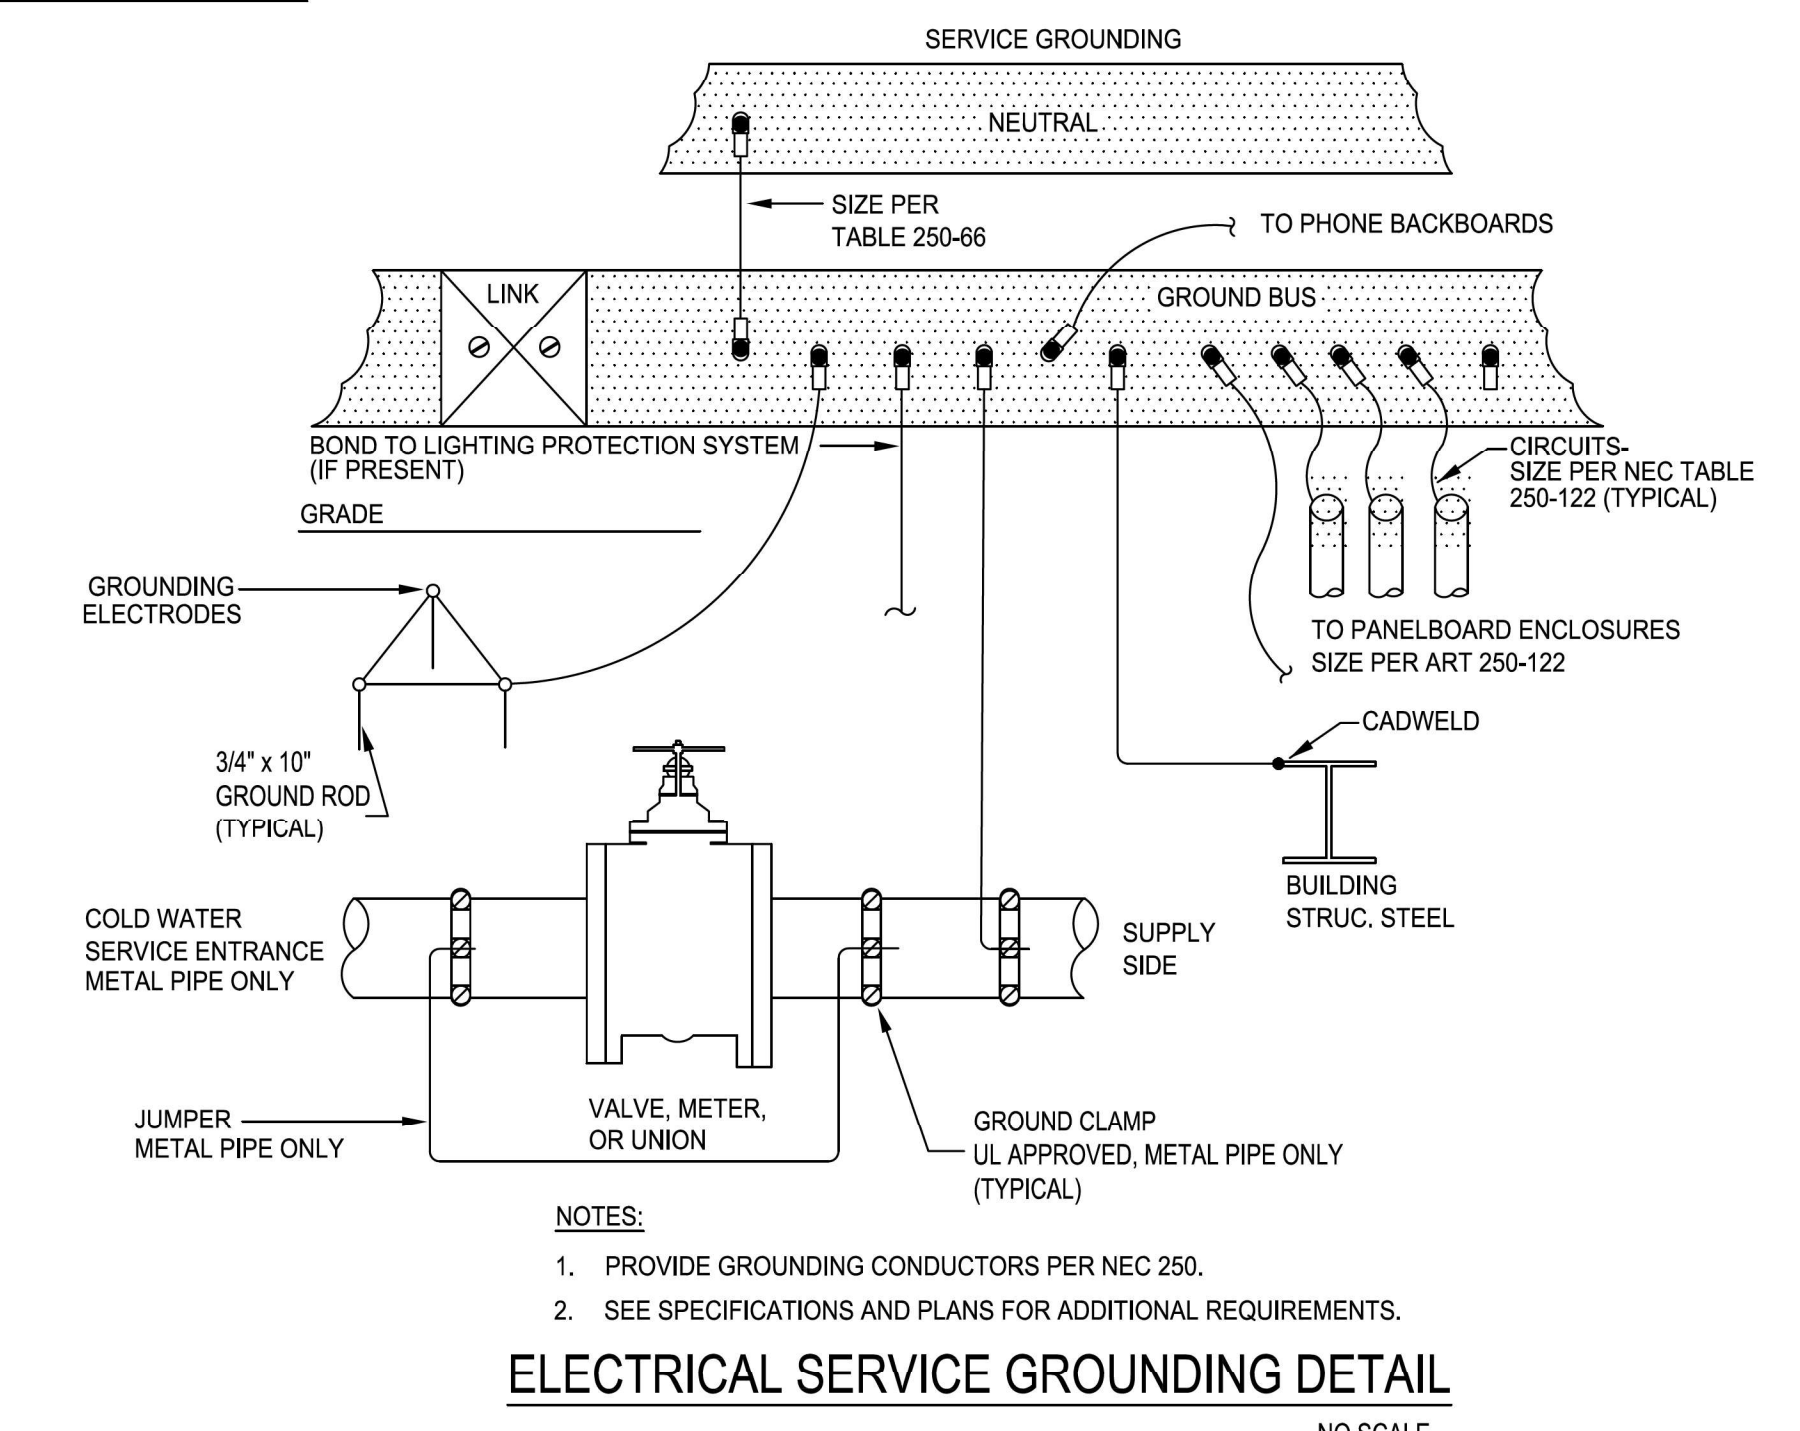 SERVICE GROUNDING
NEUTRAL
SIZE PER
TABLE 250-66
TO PHONE BACKBOARDS
LINK
GROUND BUS
BOND TO LIGHTING PROTECTION SYSTEM
(IF PRESENT)
CIRCUITS-
SIZE PER NEC TABLE
250-122 (TYPICAL)
GRADE
GROUNDING
ELECTRODES
TO PANELBOARD ENCLOSURES
SIZE PER ART 250-122
CADWELD
3/4" x 10"
GROUND ROD
(TYPICAL)
BUILDING
STRUC. STEEL
COLD WATER
SERVICE ENTRANCE
METAL PIPE ONLY
SUPPLY
SIDE
JUMPER
METAL PIPE ONLY
VALVE, METER,
OR UNION
GROUND CLAMP
UL APPROVED, METAL PIPE ONLY
(TYPICAL)
NOTES:
1. PROVIDE GROUNDING CONDUCTORS PER NEC 250.
2. SEE SPECIFICATIONS AND PLANS FOR ADDITIONAL REQUIREMENTS.
ELECTRICAL SERVICE GROUNDING DETAIL
NO SCALE